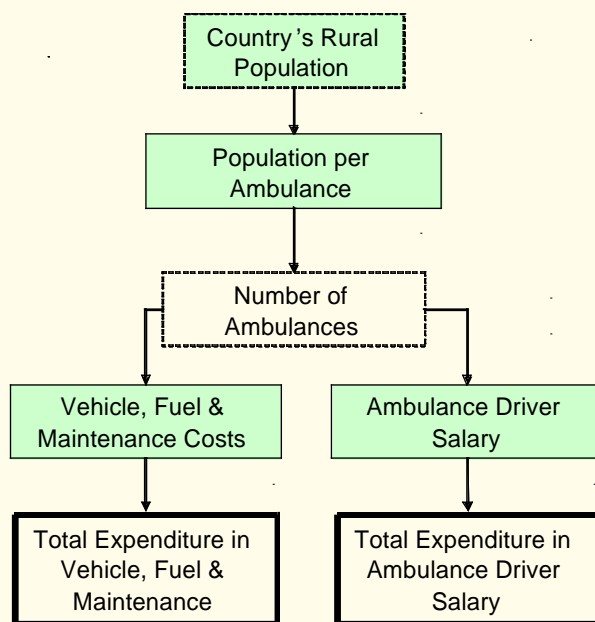 Country's Rural
Population
Population per
Ambulance
Number of
Ambulances
Vehicle, Fuel &
Maintenance Costs
Ambulance Driver
Salary
Total Expenditure in
Vehicle, Fuel &
Maintenance
Total Expenditure in
Ambulance Driver
Salary